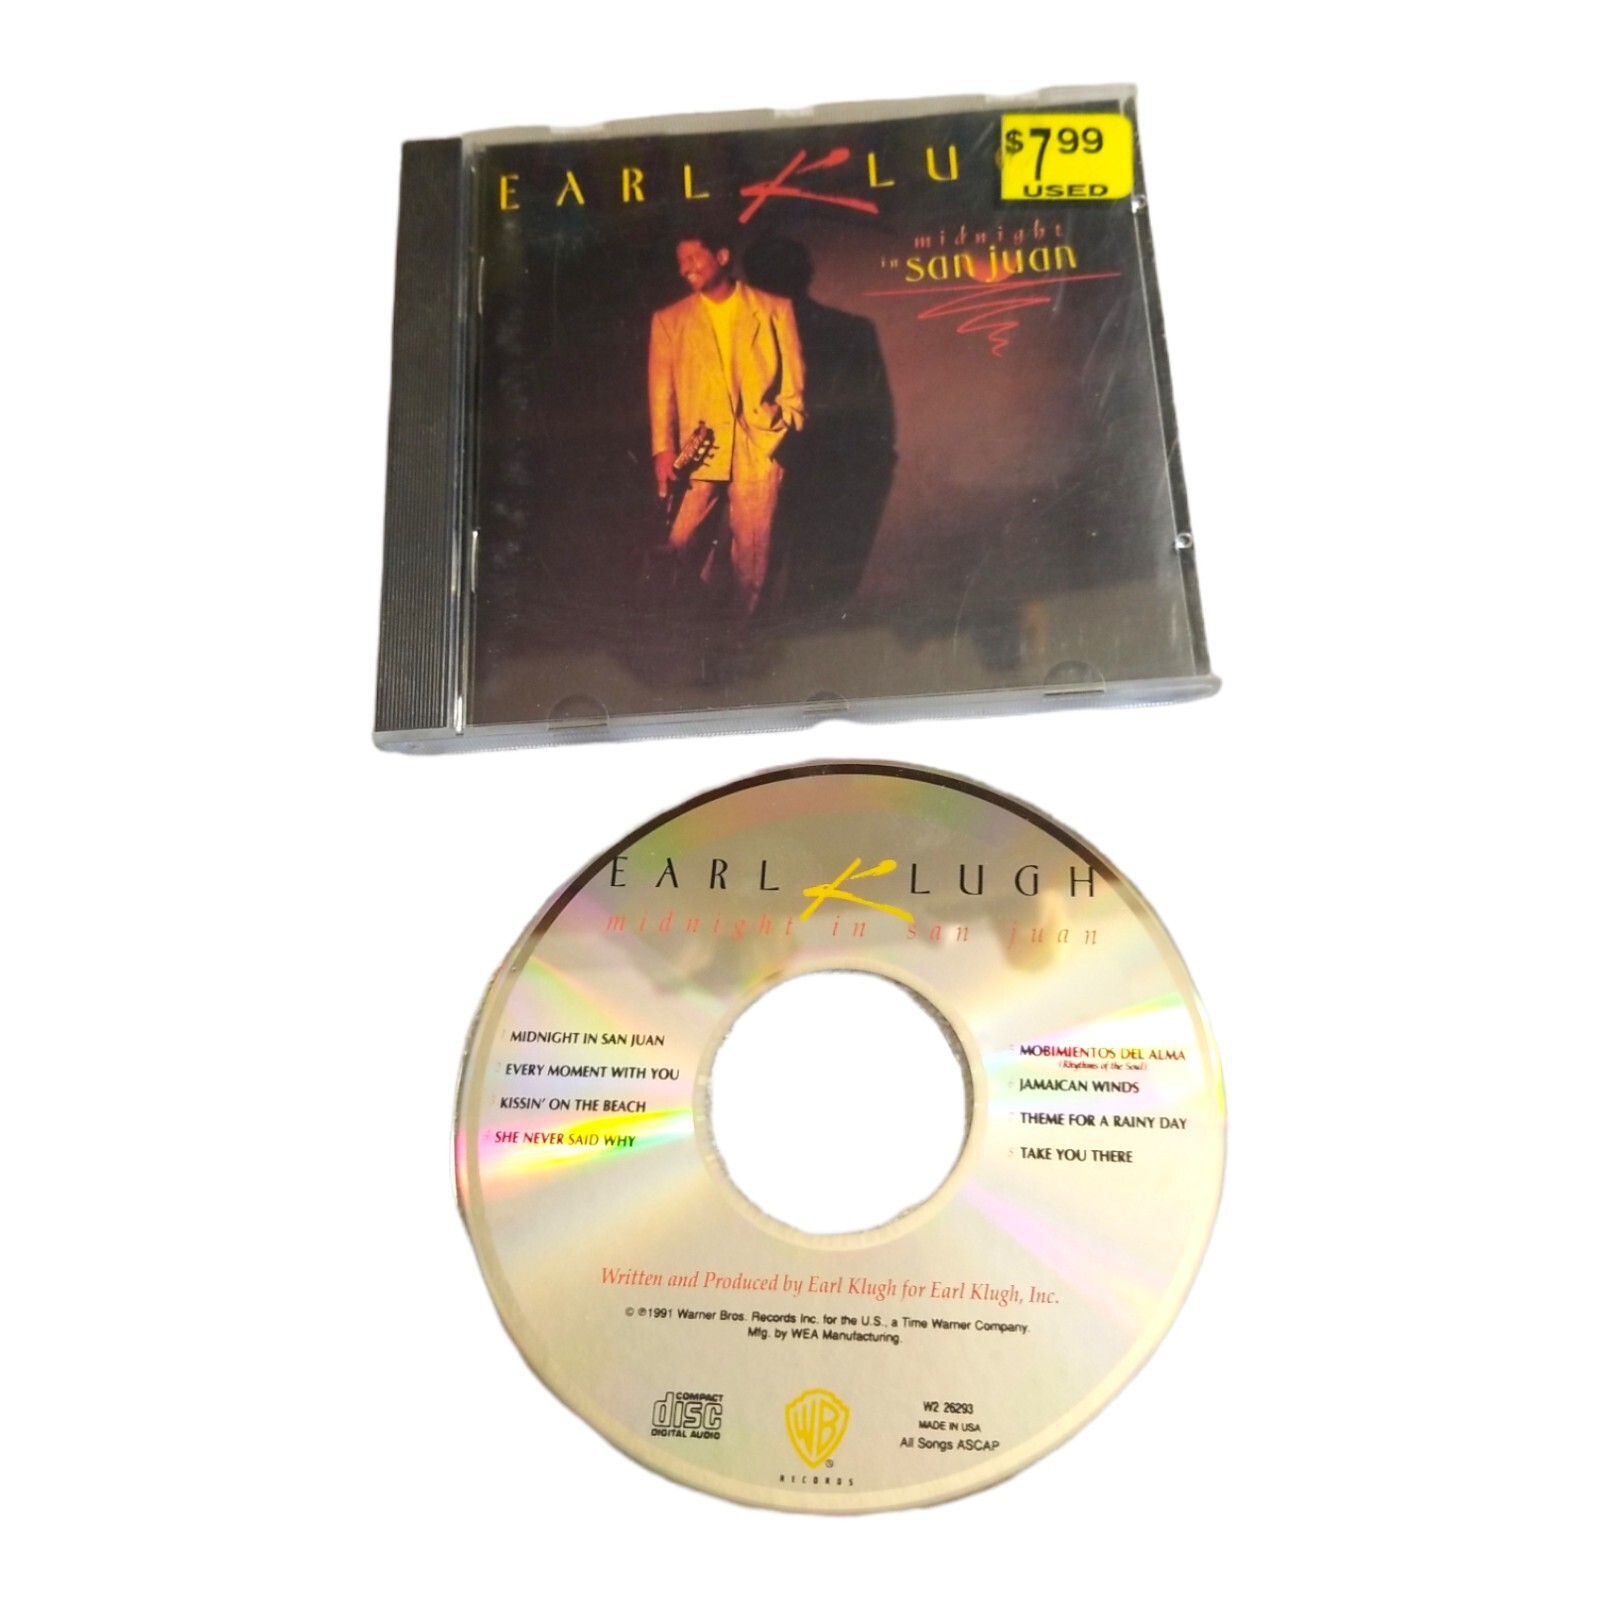 EARL KLU
$7.99
USED
midnight
in san juan
EARL KLUGH
midnight in san juan
MIDNIGHT IN SAN JUAN
EVERY MOMENT WITH YOU
KISSIN' ON THE BEACH
SHE NEVER SAID WHY
MOBIMIENTOS DEL ALMA
(Rhythms of the Soul)
JAMAICAN WINDS
THEME FOR A RAINY DAY
TAKE YOU THERE
Written and Produced by Earl Klugh for Earl Klugh, Inc.
© ℗1991 Warner Bros. Records Inc. for the U.S., a Time Warner Company.
Mfg. by WEA Manufacturing.
COMPACT
disc
DIGITAL AUDIO
WB
®
RECORDS
W2 26293
MADE IN USA
All Songs ASCAP